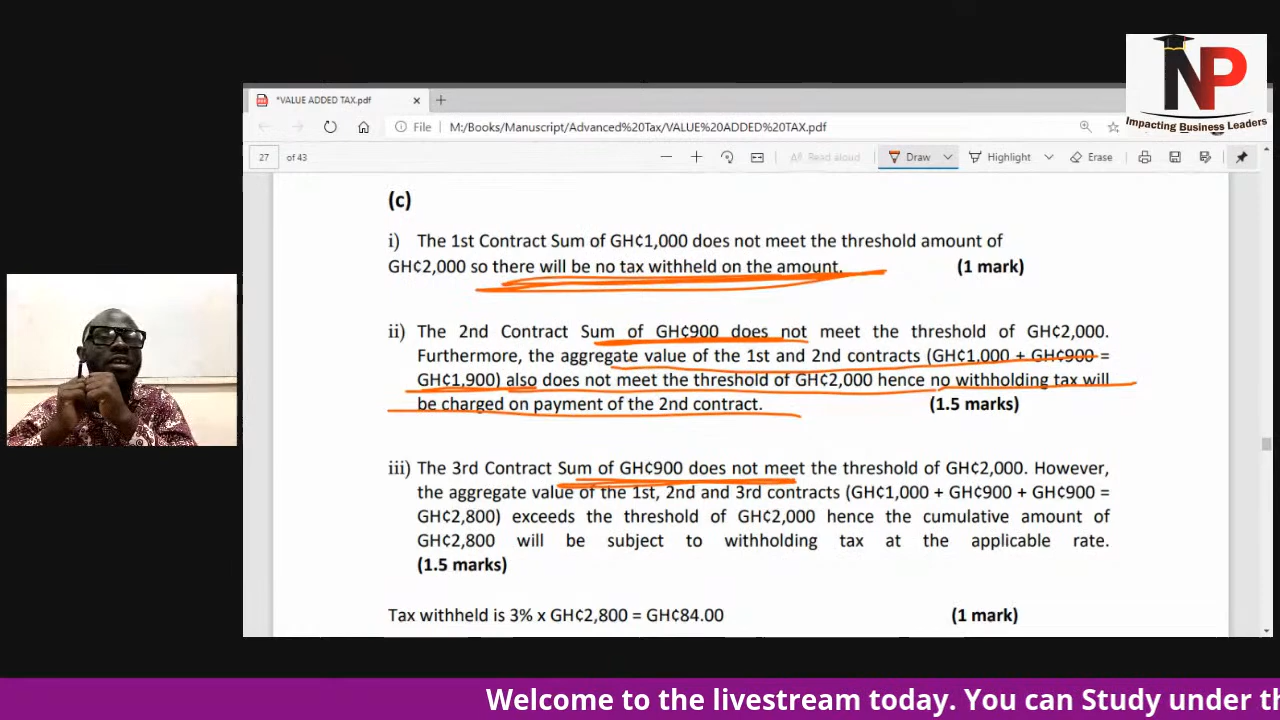 NP
Impacting Business Leaders
*VALUE ADDED TAX.pdf
File M:/Books/Manuscript/Advanced%20Tax/VALUE%20ADDED%20TAX.pdf
27 of 43
Read aloud Draw Highlight Erase
(c)
i) The 1st Contract Sum of GH₵1,000 does not meet the threshold amount of
GH₵2,000 so there will be no tax withheld on the amount. (1 mark)
ii) The 2nd Contract Sum of GH₵900 does not meet the threshold of GH₵2,000.
Furthermore, the aggregate value of the 1st and 2nd contracts (GH₵1,000 + GH₵900 =
GH₵1,900) also does not meet the threshold of GH₵2,000 hence no withholding tax will
be charged on payment of the 2nd contract. (1.5 marks)
iii) The 3rd Contract Sum of GH₵900 does not meet the threshold of GH₵2,000. However,
the aggregate value of the 1st, 2nd and 3rd contracts (GH₵1,000 + GH₵900 + GH₵900 =
GH₵2,800) exceeds the threshold of GH₵2,000 hence the cumulative amount of
GH₵2,800 will be subject to withholding tax at the applicable rate.
(1.5 marks)
Tax withheld is 3% x GH₵2,800 = GH₵84.00 (1 mark)
Welcome to the livestream today. You can Study under th